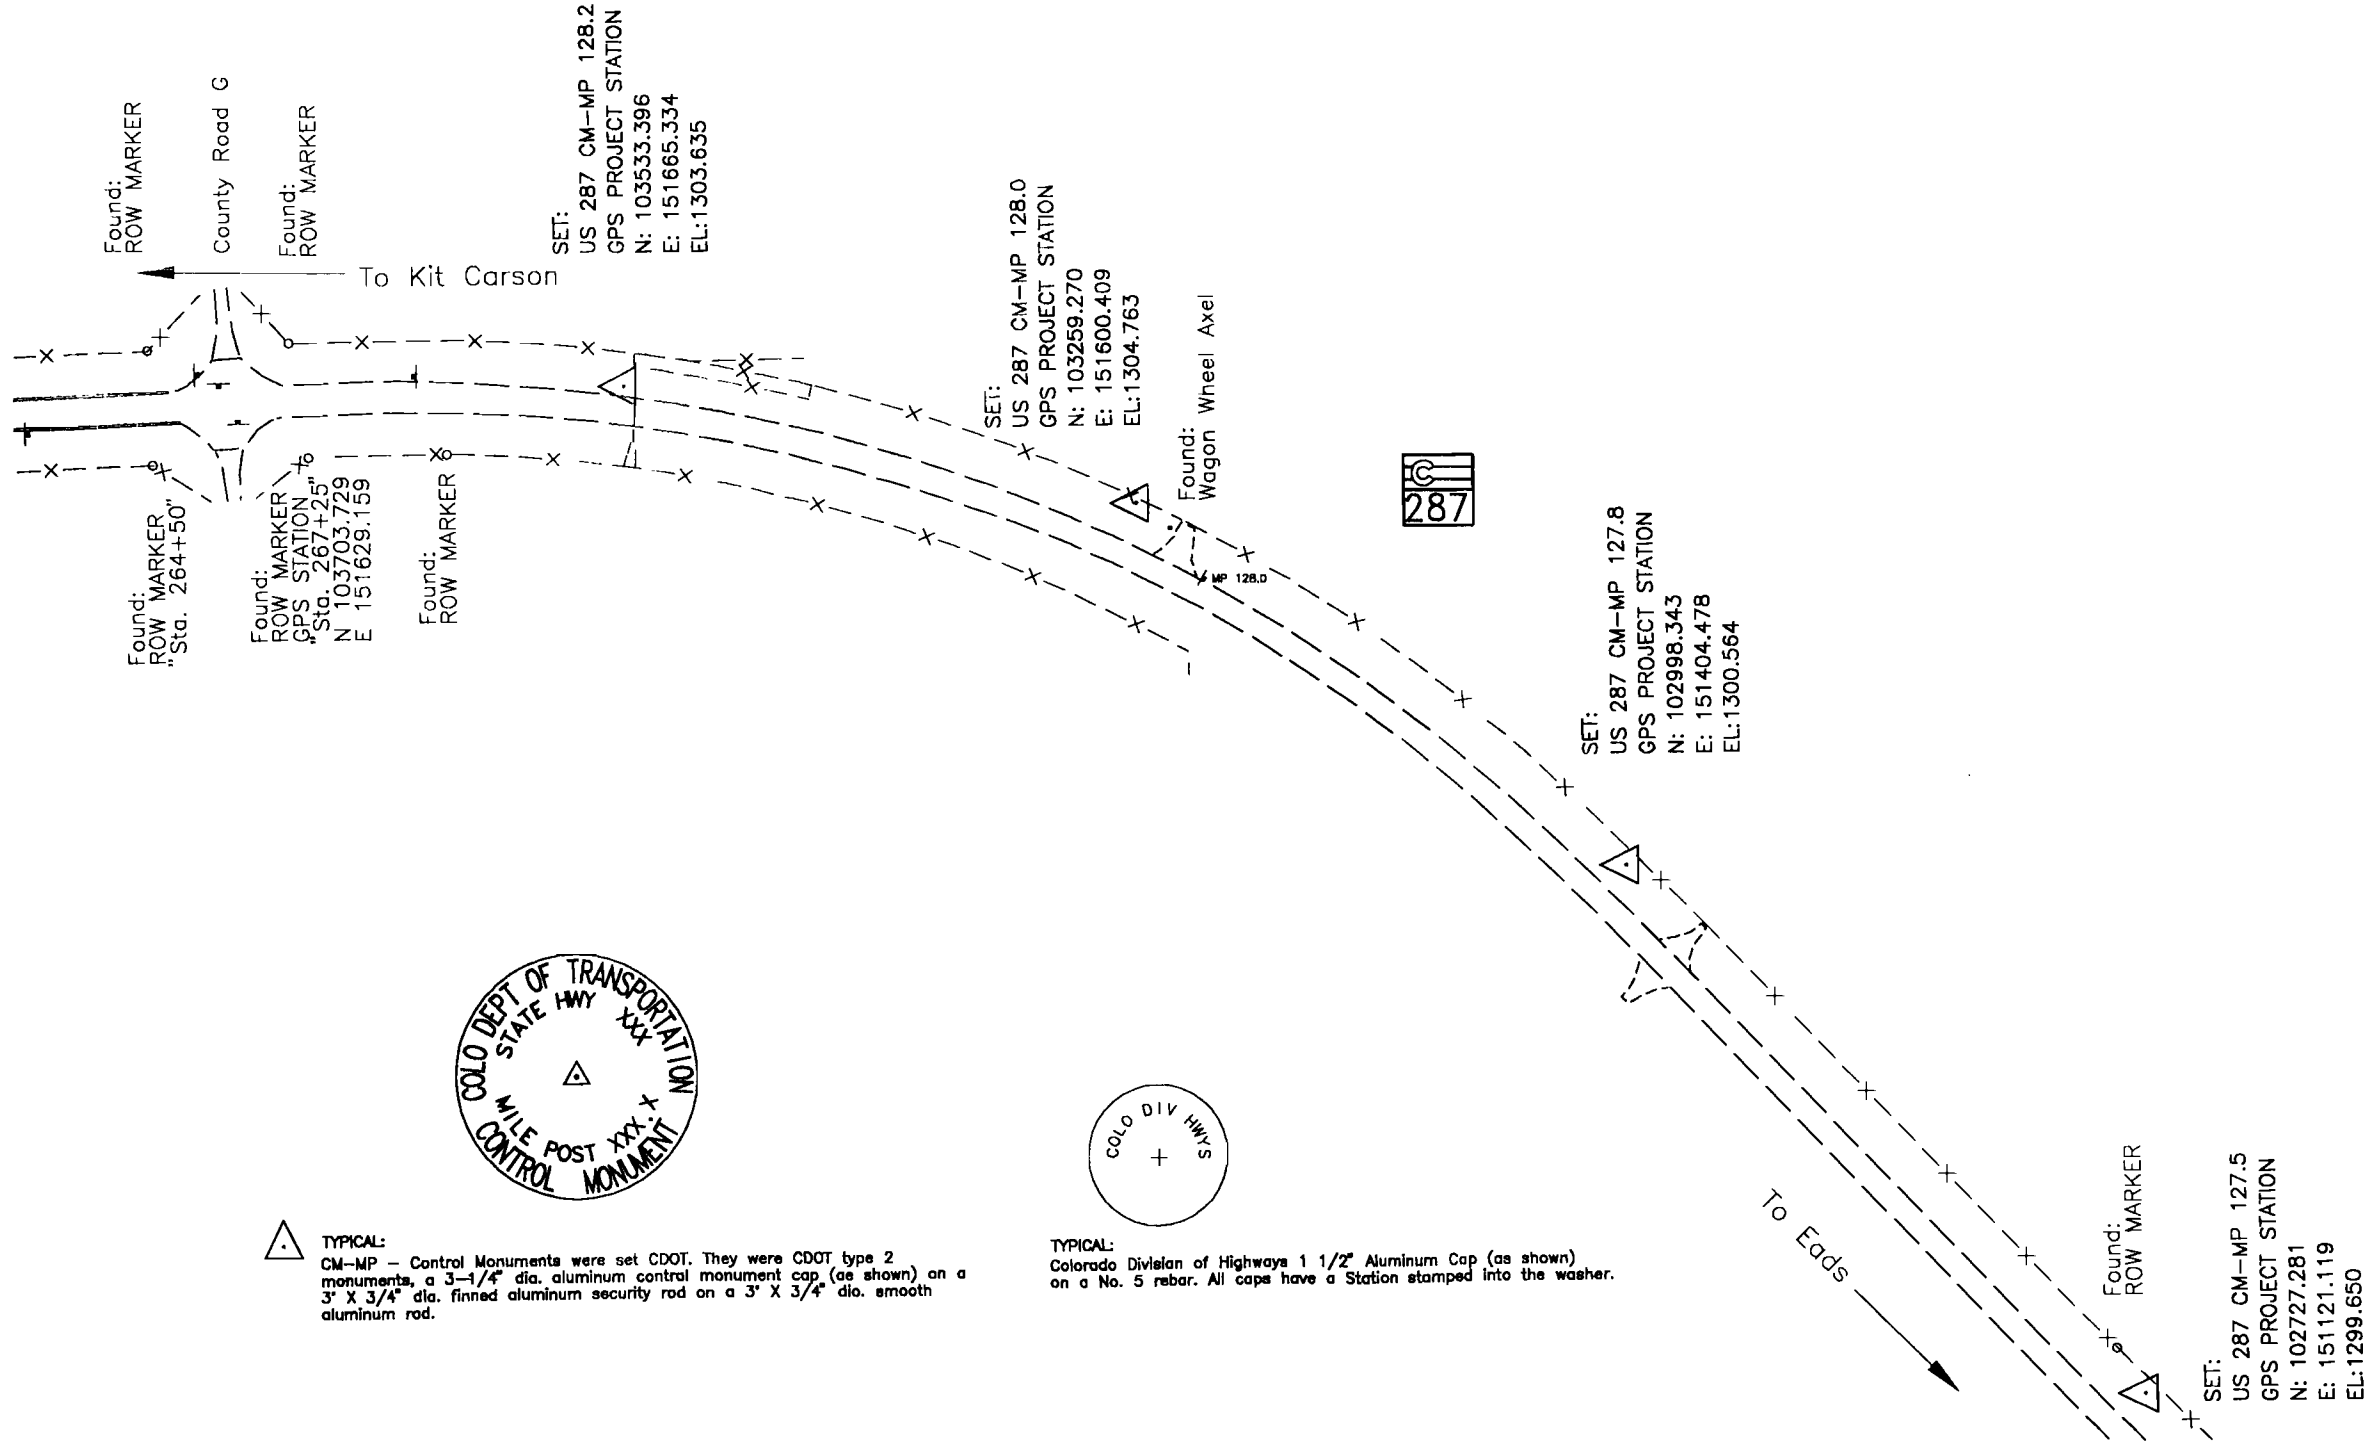 Found:
ROW MARKER
County Road G
Found:
ROW MARKER
To Kit Carson
SET:
US 287 CM-MP 128.2
GPS PROJECT STATION
N: 103533.396
E: 151665.334
EL:1303.635
SET:
US 287 CM-MP 128.0
GPS PROJECT STATION
N: 103259.270
E: 151600.409
EL:1304.763
Found:
Wagon Wheel Axel
MP 128.0
C
287
Found:
ROW MARKER
"Sta. 264+50"
Found:
ROW MARKER
GPS STATION
"Sta. 267+25"
N 103703.729
E 151629.159
Found:
ROW MARKER
SET:
US 287 CM-MP 127.8
GPS PROJECT STATION
N: 102998.343
E: 151404.478
EL:1300.564
COLO DEPT OF TRANSPORTATION
STATE HWY XXX
MILE POST XXX.X
CONTROL MONUMENT
TYPICAL:
CM-MP - Control Monuments were set CDOT. They were CDOT type 2
monuments, a 3-1/4" dia. aluminum control monument cap (as shown) on a
3' X 3/4" dia. finned aluminum security rod on a 3' X 3/4" dia. smooth
aluminum rod.
COLO DIV HWYS
TYPICAL:
Colorado Division of Highways 1 1/2" Aluminum Cap (as shown)
on a No. 5 rebar. All caps have a Station stamped into the washer.
To Eads
Found:
ROW MARKER
SET:
US 287 CM-MP 127.5
GPS PROJECT STATION
N: 102727.281
E: 151121.119
EL:1299.650